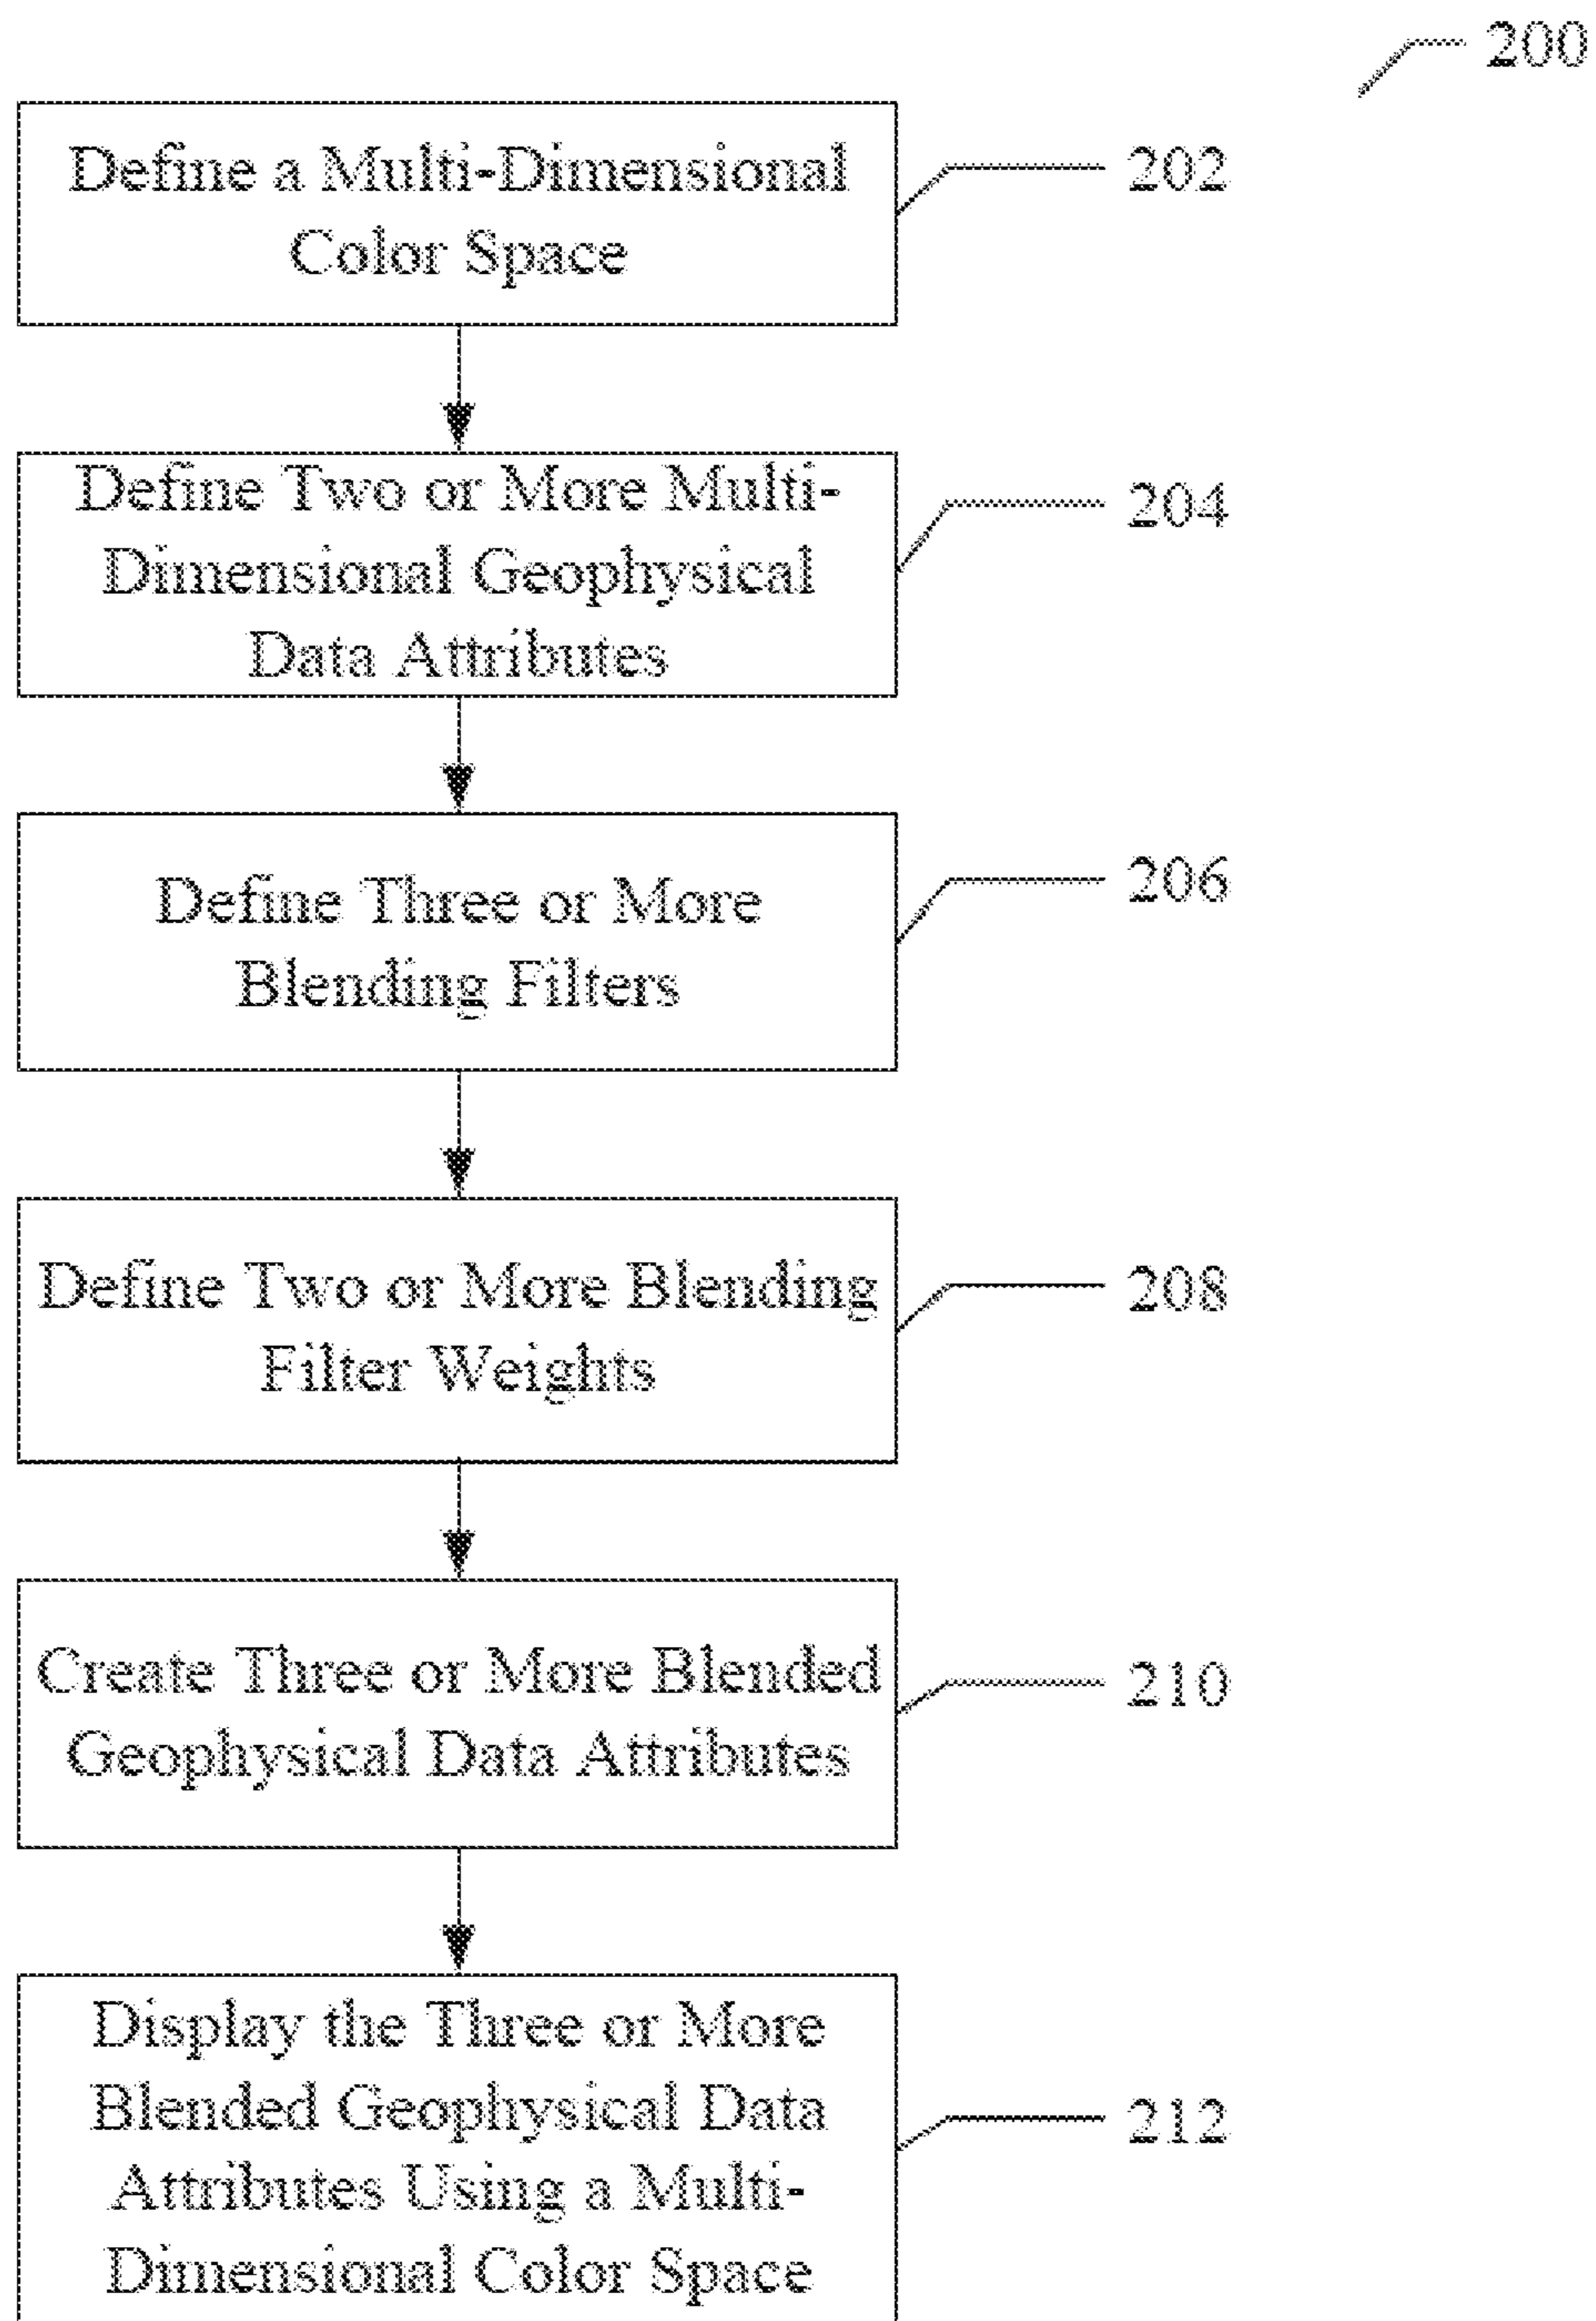 200
Define a Multi-Dimensional
Color Space
202
Define Two or More Multi-
Dimensional Geophysical
Data Attributes
204
Define Three or More
Blending Filters
206
Define Two or More Blending
Filter Weights
208
Create Three or More Blended
Geophysical Data Attributes
210
Display the Three or More
Blended Geophysical Data
Attributes Using a Multi-
Dimensional Color Space
212